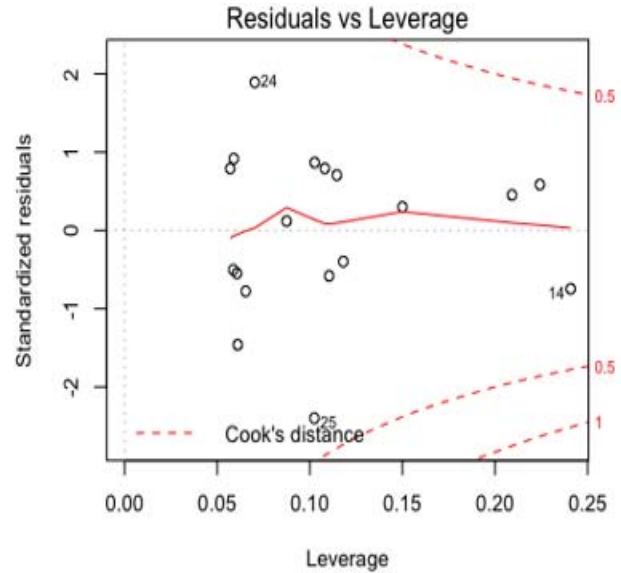 Residuals vs Leverage
Standardized residuals
2
1
0
-1
-2
24
14
25
0.5
0.5
1
Cook's distance
0.00 0.05 0.10 0.15 0.20 0.25
Leverage